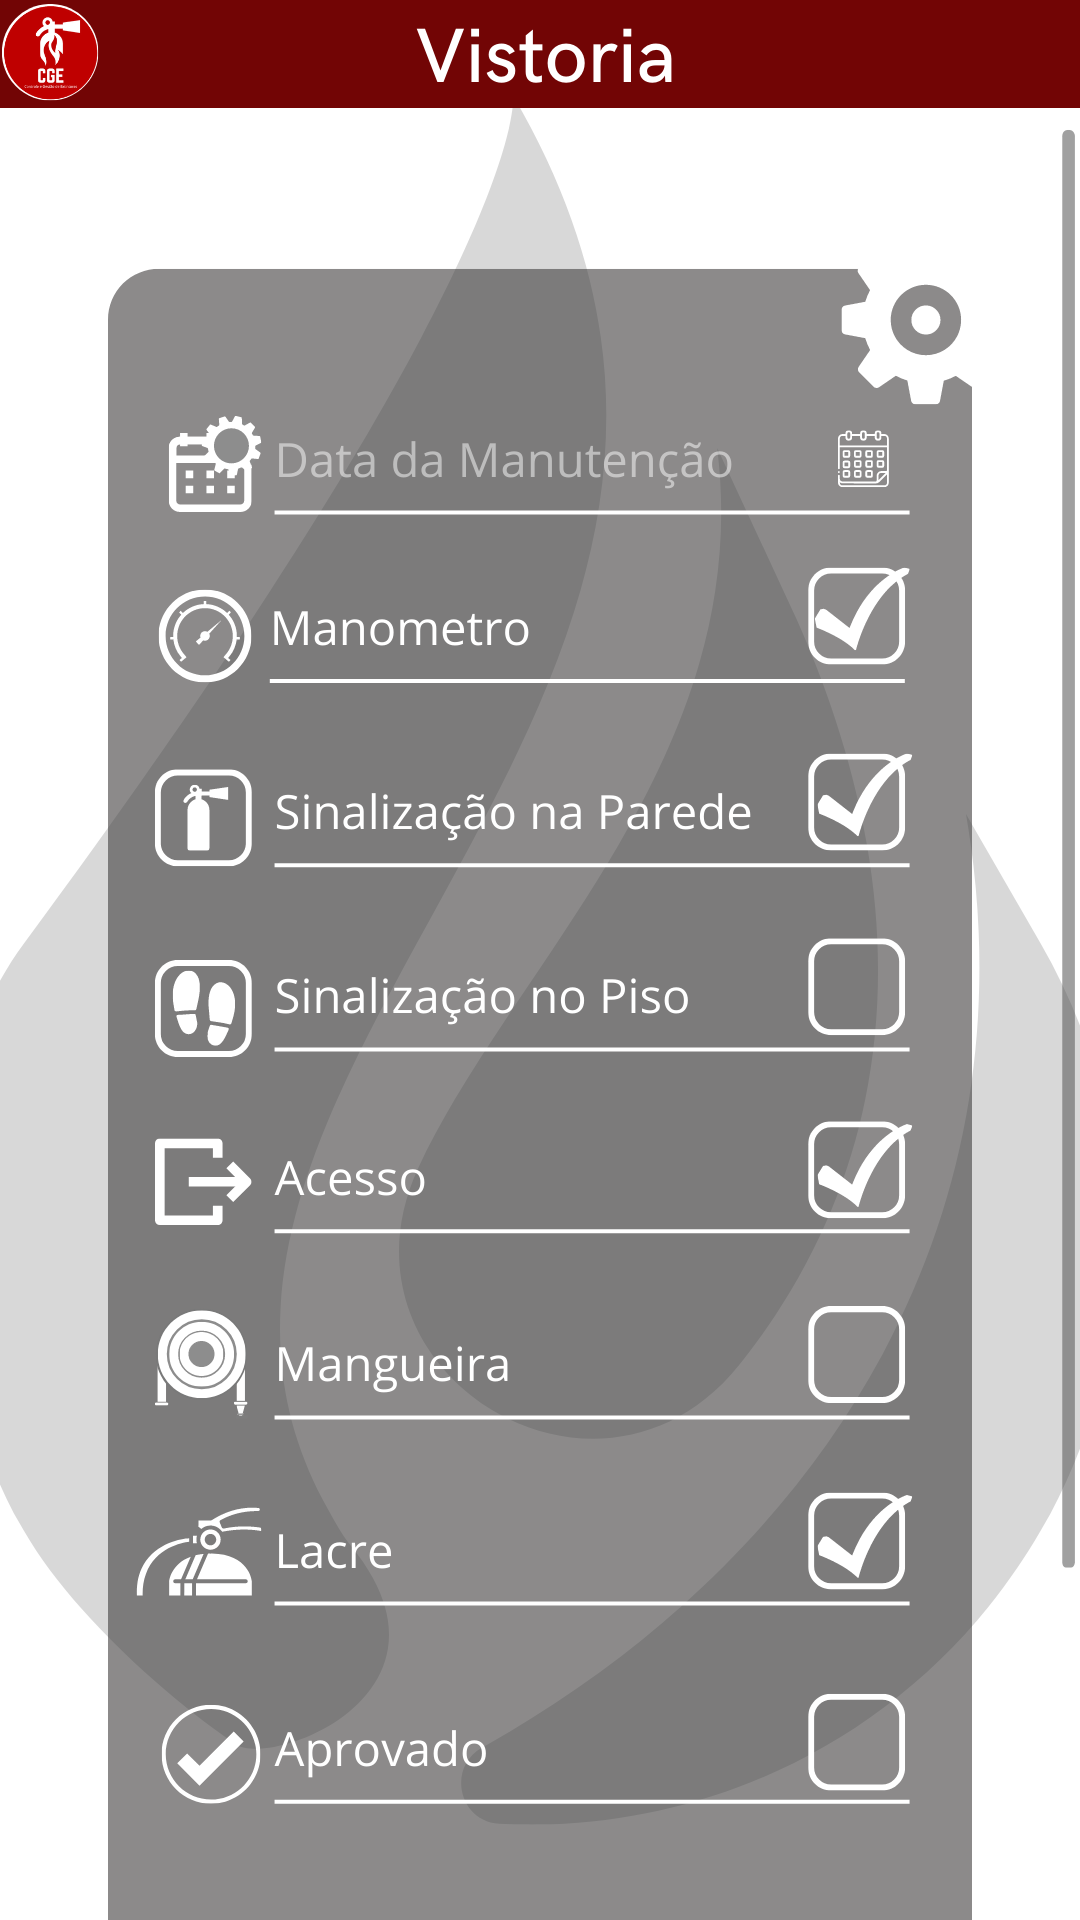 Vistoria
CGE
Data da Manutenção
Manometro
Sinalização na Parede
Sinalização no Piso
Acesso
Mangueira
Lacre
Aprovado